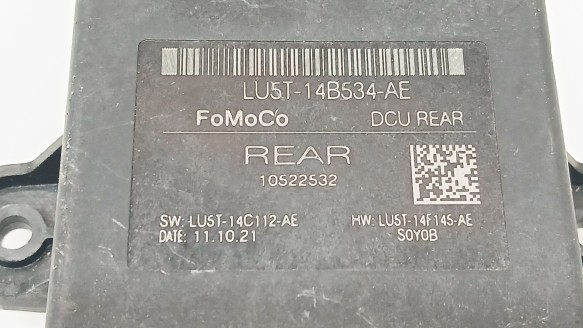 LU5T-14B534-AE
FoMoCo DCU REAR
REAR
10522532
SW: LU5T-14C112-AE HW: LU5T-14F145-AE
DATE: 11.10.21 S0Y0B